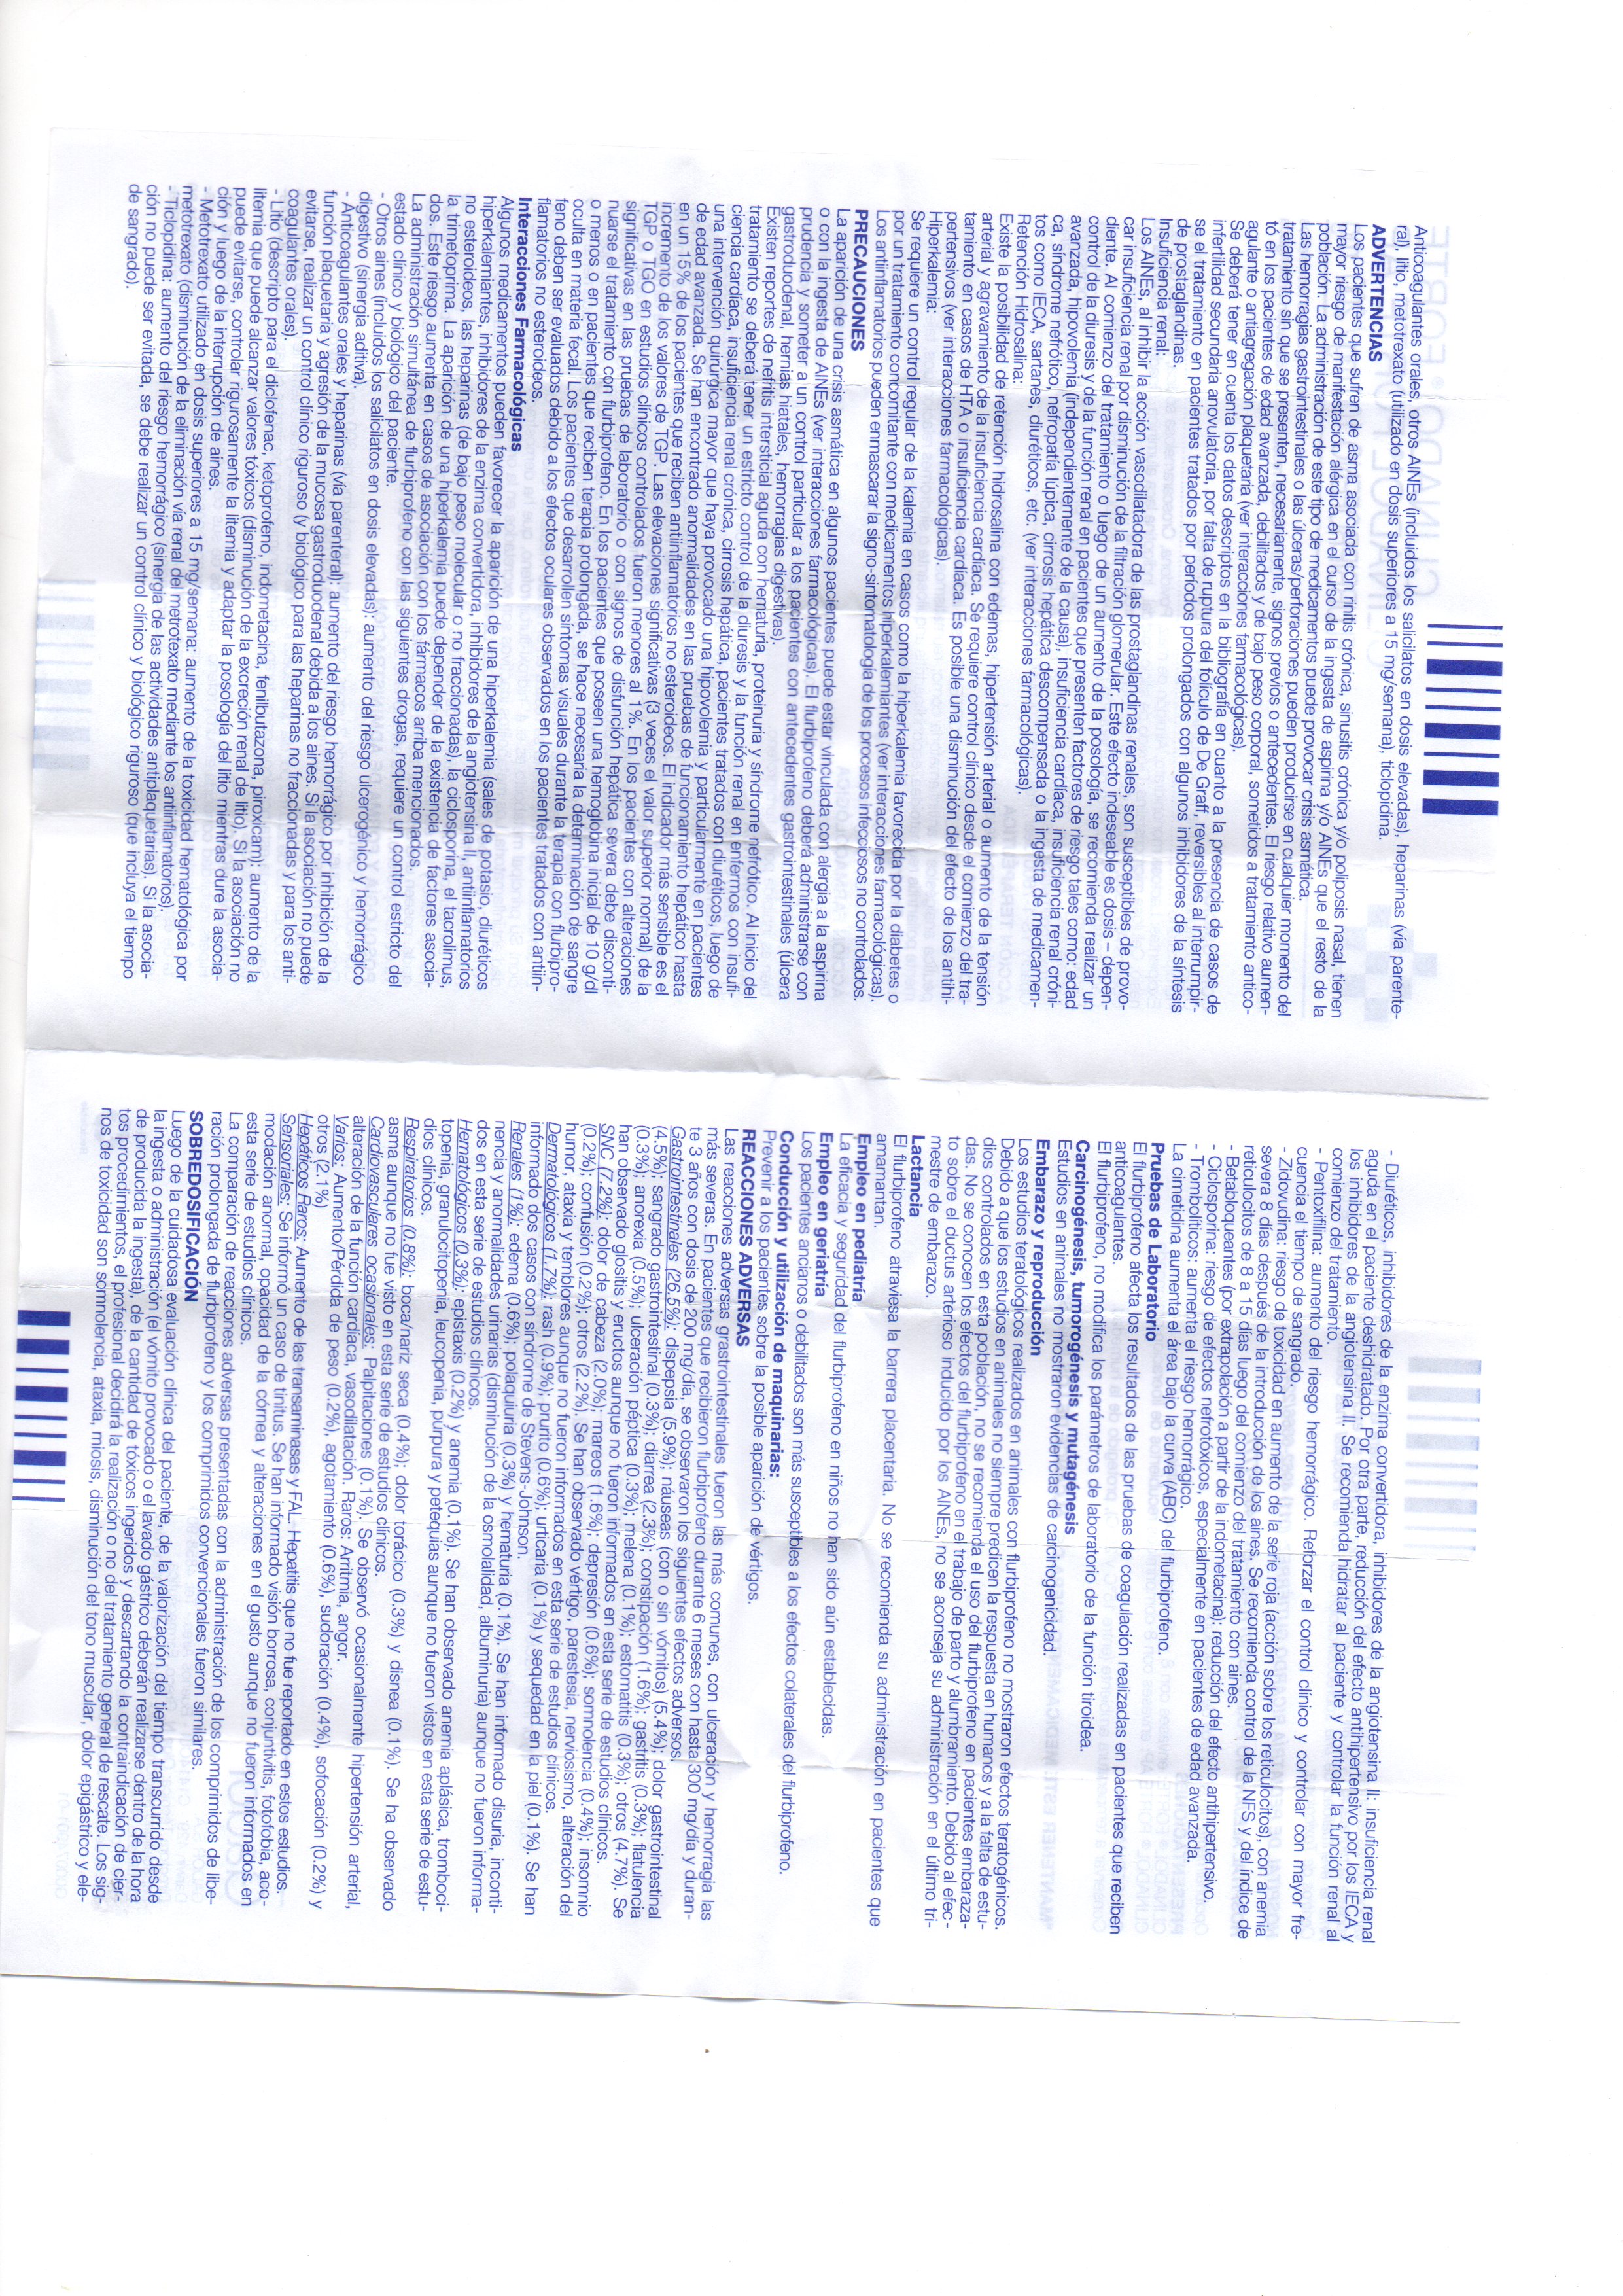 Anticoagulantes orales, otros AINEs (incluidos los salicilatos en dosis elevadas), heparinas (vía parente-
ral), litio, metotrexato (utilizado en dosis superiores a 15 mg/semana), ticlopidina.
ADVERTENCIAS
Los pacientes que sufren de asma asociada con rinitis crónica, sinusitis crónica y/o poliposis nasal, tienen
mayor riesgo de manifestación alérgica en el curso de la ingesta de aspirina y/o AINEs que el resto de la
población. La administración de este tipo de medicamentos puede provocar crisis asmática.
Las hemorragias gastrointestinales o las úlceras/perforaciones pueden producirse en cualquier momento del
tratamiento sin que se presenten, necesariamente, signos previos o antecedentes. El riesgo relativo aumen-
tó en los pacientes de edad avanzada, debilitados y de bajo peso corporal, sometidos a tratamiento antico-
agulante o antiagregación plaquetaria (ver interacciones farmacológicas).
Se deberá tener en cuenta los datos descriptos en la bibliografía en cuanto a la presencia de casos de
infertilidad secundaria anovulatoria, por falta de ruptura del folículo de De Graff, reversibles al interrumpir-
se el tratamiento en pacientes tratados por períodos prolongados con algunos inhibidores de la síntesis
de prostaglandinas.
Insuficiencia renal:
Los AINEs, al inhibir la acción vasodilatadora de las prostaglandinas renales, son susceptibles de provo-
car insuficiencia renal por disminución de la filtración glomerular. Este efecto indeseable es dosis – depen-
diente. Al comienzo del tratamiento o luego de un aumento de la posología, se recomienda realizar un
control de la diuresis y de la función renal en pacientes que presenten factores de riesgo tales como: edad
avanzada, hipovolemia (independientemente de la causa), insuficiencia cardíaca, insuficiencia renal cróni-
ca, síndrome nefrótico, nefropatía lúpica, cirrosis hepática descompensada o la ingesta de medicamen-
tos como IECA, sartanes, diuréticos, etc. (ver interacciones farmacológicas).
Retención Hidrosalina:
Existe la posibilidad de retención hidrosalina con edemas, hipertensión arterial o aumento de la tensión
arterial y agravamiento de la insuficiencia cardíaca. Se requiere control clínico desde el comienzo del tra-
tamiento en casos de HTA o insuficiencia cardíaca. Es posible una disminución del efecto de los antihi-
pertensivos (ver interacciones farmacológicas).
Hiperkalemia:
Se requiere un control regular de la kalemia en casos como la hiperkalemia favorecida por la diabetes o
por un tratamiento concomitante con medicamentos hiperkalemiantes (ver interacciones farmacológicas).
Los antiinflamatorios pueden enmascarar la signo-sintomatología de los procesos infecciosos no controlados.
PRECAUCIONES
La aparición de una crisis asmática en algunos pacientes puede estar vinculada con alergia a la aspirina
o con la ingesta de AINEs (ver interacciones farmacológicas). El flurbiprofeno deberá administrarse con
prudencia y someter a un control particular a los pacientes con antecedentes gastrointestinales (úlcera
gastroduodenal, hernias hiatales, hemorragias digestivas).
Existen reportes de nefritis intersticial aguda con hematuria, proteinuria y síndrome nefrótico. Al inicio del
tratamiento se deberá tener un estricto control de la diuresis y la función renal en enfermos con insufi-
ciencia cardíaca, insuficiencia renal crónica, cirrosis hepática, pacientes tratados con diuréticos, luego de
una intervención quirúrgica mayor que haya provocado una hipovolemia y particularmente en pacientes
de edad avanzada. Se han encontrado anormalidades en las pruebas de funcionamiento hepático hasta
en un 15% de los pacientes que reciben antiinflamatorios no esteroideos. El indicador más sensible es el
incremento de los valores de TGP. Las elevaciones significativas (3 veces el valor superior normal) de la
TGP o TGO en estudios clínicos controlados fueron menores al 1%. En los pacientes con alteraciones
significativas en las pruebas de laboratorio o con signos de disfunción hepática severa debe disconti-
nuarse el tratamiento con flurbiprofeno. En los pacientes que poseen una hemoglobina inicial de 10 g/dl
o menos o en pacientes que reciben terapia prolongada, se hace necesaria la determinación de sangre
oculta en materia fecal. Los pacientes que desarrollen síntomas visuales durante la terapia con flurbipro-
feno deben ser evaluados debido a los efectos oculares observados en los pacientes tratados con antiin-
flamatorios no esteroideos.
Interacciones Farmacológicas
Algunos medicamentos pueden favorecer la aparición de una hiperkalemia (sales de potasio, diuréticos
hiperkalemiantes, inhibidores de la enzima convertidora, inhibidores de la angiotensina II, antiinflamatorios
no esteroideos, las heparinas (de bajo peso molecular o no fraccionadas), la ciclosporina, el tacrolimus,
la trimetoprima. La aparición de una hiperkalemia puede depender de la existencia de factores asocia-
dos. Este riesgo aumenta en casos de asociación con los fármacos arriba mencionados.
La administración simultánea de flurbiprofeno con las siguientes drogas, requiere un control estricto del
estado clínico y biológico del paciente.
- Otros aines (incluidos los salicilatos en dosis elevadas): aumento del riesgo ulcerogénico y hemorrágico
digestivo (sinergia aditiva).
- Anticoagulantes orales y heparinas (vía parenteral): aumento del riesgo hemorrágico por inhibición de la
función plaquetaria y agresión de la mucosa gastroduodenal debida a los aines. Si la asociación no puede
evitarse, realizar un control clínico riguroso (y biológico para las heparinas no fraccionadas y para los anti-
coagulantes orales).
- Litio (descripto para el diclofenac, ketoprofeno, indometacina, fenilbutazona, piroxicam): aumento de la
litemia que puede alcanzar valores tóxicos (disminución de la excreción renal de litio). Si la asociación no
puede evitarse, controlar rigurosamente la litemia y adaptar la posología del litio mientras dure la asocia-
ción y luego de la interrupción de aines.
- Metotrexato utilizado en dosis superiores a 15 mg/semana: aumento de la toxicidad hematológica por
metotrexato (disminución de la eliminación vía renal del metrotexato mediante los antiinflamatorios).
- Ticlopidina: aumento del riesgo hemorrágico (sinergia de las actividades antiplaquetarias). Si la asocia-
ción no puede ser evitada, se debe realizar un control clínico y biológico riguroso (que incluya el tiempo
de sangrado).
- Diuréticos, inhibidores de la enzima convertidora, inhibidores de la angiotensina II: insuficiencia renal
aguda en el paciente deshidratado. Por otra parte, reducción del efecto antihipertensivo por los IECA y
los inhibidores de la angiotensina II. Se recomienda hidratar al paciente y controlar la función renal al
comienzo del tratamiento.
- Pentoxifilina: aumento del riesgo hemorrágico. Reforzar el control clínico y controlar con mayor fre-
cuencia el tiempo de sangrado.
- Zidovudina: riesgo de toxicidad en aumento de la serie roja (acción sobre los reticulocitos), con anemia
severa 8 días después de la introducción de los aines. Se recomienda control de la NFS y del índice de
reticulocitos de 8 a 15 días luego del comienzo del tratamiento con aines.
- Betabloqueantes (por extrapolación a partir de la indometacina): reducción del efecto antihipertensivo.
- Ciclosporina: riesgo de efectos nefrotóxicos, especialmente en pacientes de edad avanzada.
- Trombolíticos: aumenta el riesgo hemorrágico.
La cimetidina aumenta el área bajo la curva (ABC) del flurbiprofeno.
Pruebas de Laboratorio
El flurbiprofeno afecta los resultados de las pruebas de coagulación realizadas en pacientes que reciben
anticoagulantes.
El flurbiprofeno, no modifica los parámetros de laboratorio de la función tiroidea.
Carcinogénesis, tumorogénesis y mutagénesis
Estudios en animales no mostraron evidencias de carcinogenicidad.
Embarazo y reproducción
Los estudios teratológicos realizados en animales con flurbiprofeno no mostraron efectos teratogénicos.
Debido a que los estudios en animales no siempre predicen la respuesta en humanos y a la falta de estu-
dios controlados en esta población, no se recomienda el uso del flurbiprofeno en pacientes embaraza-
das. No se conocen los efectos del flurbiprofeno en el trabajo de parto y alumbramiento. Debido al efec-
to sobre el ductus arterioso inducido por los AINEs, no se aconseja su administración en el último tri-
mestre de embarazo.
Lactancia
El flurbiprofeno atraviesa la barrera placentaria. No se recomienda su administración en pacientes que
amamantan.
Empleo en pediatría
La eficacia y seguridad del flurbiprofeno en niños no han sido aún establecidas.
Empleo en geriatría
Los pacientes ancianos o debilitados son más susceptibles a los efectos colaterales del flurbiprofeno.
Conducción y utilización de maquinarias:
Prevenir a los pacientes sobre la posible aparición de vértigos.
REACCIONES ADVERSAS
Las reacciones adversas gastrointestinales fueron las más comunes, con ulceración y hemorragia las
más severas. En pacientes que recibieron flurbiprofeno durante 6 meses con hasta 300 mg/día y duran-
te 3 años con dosis de 200 mg/día, se observaron los siguientes efectos adversos.
Gastrointestinales (26.5%): dispepsia (5.9%); náuseas (con o sin vómitos) (5.4%); dolor gastrointestinal
(4.5%); sangrado gastrointestinal (0.3%); diarrea (2.3%); constipación (1.6%); gastritis (0.3%); flatulencia
(0.3%); anorexia (0.5%); ulceración péptica (0.3%); melena (0.1%); estomatitis (0.3%); otros (4.7%). Se
han observado glositis y eructos aunque no fueron informados en esta serie de estudios clínicos.
SNC (7.2%): dolor de cabeza (2.0%); mareos (1.6%); depresión (0.6%); somnolencia (0.4%); insomnio
(0.2%); confusión (0.2%); otros (2.2%). Se han observado vértigo, parestesia, nerviosismo, alteración del
humor, ataxia y temblores aunque no fueron informados en esta serie de estudios clínicos.
Dermatológicos (1.7%): rash (0.9%); prurito (0.6%); urticaria (0.1%) y sequedad en la piel (0.1%). Se han
informado dos casos con síndrome de Stevens-Johnson.
Renales (1%): edema (0.6%); polaquiuria (0.3%) y hematuria (0.1%). Se han informado disuria, inconti-
nencia y anormalidades urinarias (disminución de la osmolalidad, albuminuria) aunque no fueron informa-
dos en esta serie de estudios clínicos.
Hematológicos (0.3%): epistaxis (0.2%) y anemia (0.1%). Se han observado anemia aplásica, tromboci-
topenia, granulocitopenia, leucopenia, púrpura y petequias aunque no fueron vistos en esta serie de estu-
dios clínicos.
Respiratorios (0.8%): boca/nariz seca (0.4%); dolor torácico (0.3%) y disnea (0.1%). Se ha observado
asma aunque no fue visto en esta serie de estudios clínicos.
Cardiovasculares ocasionales: Palpitaciones (0.1%). Se observó ocasionalmente hipertensión arterial,
alteración de la función cardíaca, vasodilatación. Raros: Arritmia, angor.
Varios: Aumento/Pérdida de peso (0.2%), agotamiento (0.6%), sudoración (0.4%), sofocación (0.2%) y
otros (2.1%)
Hepáticos Raros: Aumento de las transaminasas y FAL. Hepatitis que no fue reportado en estos estudios.
Sensoriales: Se informó un caso de tinitus. Se han informado visión borrosa, conjuntivitis, fotofobia, aco-
modación anormal, opacidad de la córnea y alteraciones en el gusto aunque no fueron informados en
esta serie de estudios clínicos.
La comparación de reacciones adversas presentadas con la administración de los comprimidos de libe-
ración prolongada de flurbiprofeno y los comprimidos convencionales fueron similares.
SOBREDOSIFICACIÓN
Luego de la cuidadosa evaluación clínica del paciente, de la valorización del tiempo transcurrido desde
la ingesta o administración (el vómito provocado o el lavado gástrico deberán realizarse dentro de la hora
de producida la ingesta), de la cantidad de tóxicos ingeridos y descartando la contraindicación de cier-
tos procedimientos, el profesional decidirá la realización o no del tratamiento general de rescate. Los sig-
nos de toxicidad son somnolencia, ataxia, miosis, disminución del tono muscular, dolor epigástrico y ele-